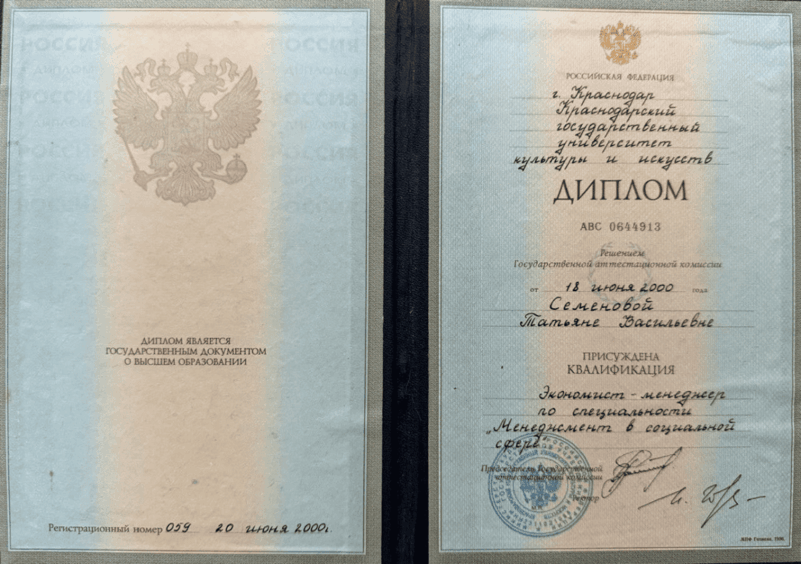 ДИПЛОМ ЯВЛЯЕТСЯ
ГОСУДАРСТВЕННЫМ ДОКУМЕНТОМ
О ВЫСШЕМ ОБРАЗОВАНИИ
Регистрационный номер 059 20 июня 2000г.
РОССИЙСКАЯ ФЕДЕРАЦИЯ
г. Краснодар
Краснодарский
государственный
университет
культуры и искусств
ДИПЛОМ
АВС 0644913
Решением
Государственной аттестационной комиссии
от 18 июня 2000 года
Семеновой
Татьяне Васильевне
ПРИСУЖДЕНА
КВАЛИФИКАЦИЯ
Экономист-менеджер
по специальности
„Менеджмент в социальной
сфере"
Председатель Государственной
аттестационной комиссии
Ректор